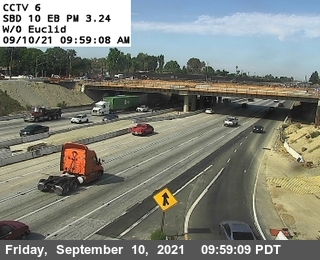 CCTV 6
SBD 10 EB PM 3.24
W/O Euclid
09/10/21 09:59:08 AM
Friday, September 10, 2021 09:59:09 PDT